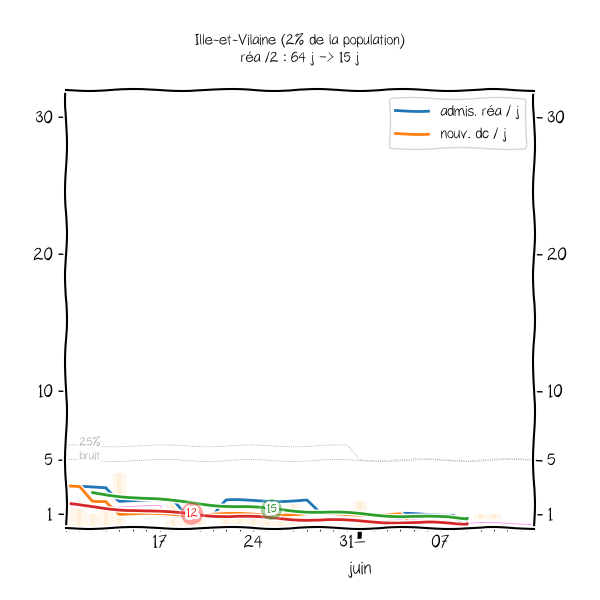 Ille-et-Vilaine (2% de la population)
réa /2 : 64 j -> 15 j
admis. réa / j
nouv. dc / j
30
30
20
20
10
10
25%
bruit
5
5
15
12
1
1
17
24
31
07
juin